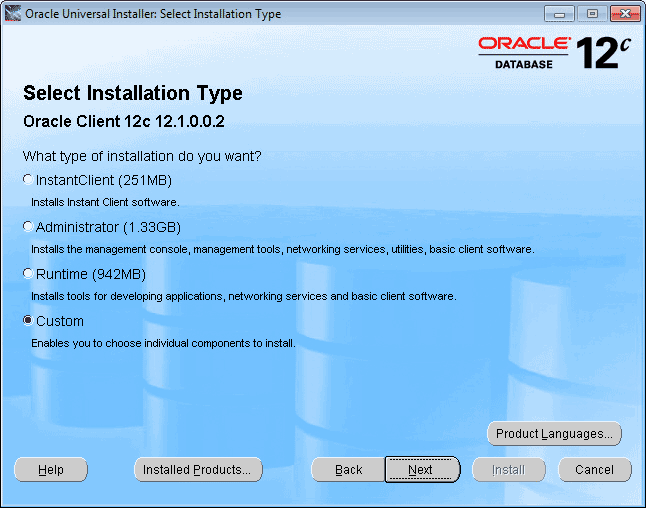 Oracle Universal Installer: Select Installation Type
ORACLE
DATABASE 12c
Select Installation Type
Oracle Client 12c 12.1.0.0.2
What type of installation do you want?
InstantClient (251MB)
Installs Instant Client software.
Administrator (1.33GB)
Installs the management console, management tools, networking services, utilities, basic client software.
Runtime (942MB)
Installs tools for developing applications, networking services and basic client software.
Custom
Enables you to choose individual components to install.
Product Languages...
Help Installed Products... Back Next Install Cancel